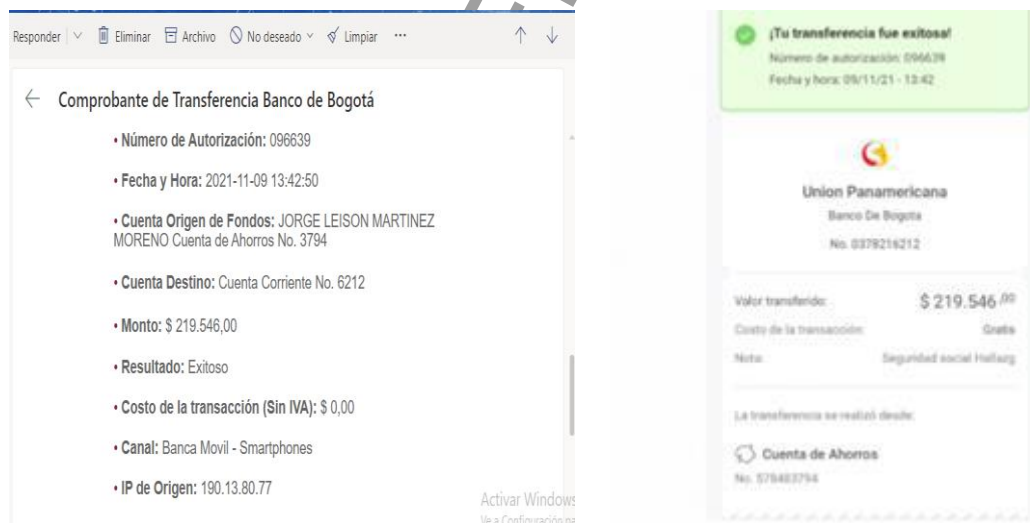 Responder Eliminar Archivo No deseado Limpiar ...
Comprobante de Transferencia Banco de Bogotá
• Número de Autorización: 096639
• Fecha y Hora: 2021-11-09 13:42:50
• Cuenta Origen de Fondos: JORGE LEISON MARTINEZ
MORENO Cuenta de Ahorros No. 3794
• Cuenta Destino: Cuenta Corriente No. 6212
• Monto: $ 219.546,00
• Resultado: Exitoso
• Costo de la transacción (Sin IVA): $ 0,00
• Canal: Banca Movil - Smartphones
• IP de Origen: 190.13.80.77
Activar Windows
Ve a Configuración
¡Tu transferencia fue exitosa!
Número de autorización: 096639
Fecha y hora: 09/11/21 - 13:42
Union Panamericana
Banco De Bogota
No. 0378216212
Valor transferido: $ 219.546,00
Costo de la transacción: Gratis
Nota: Seguridad social
La transferencia se realizó desde:
Cuenta de Ahorros
No. 578483794